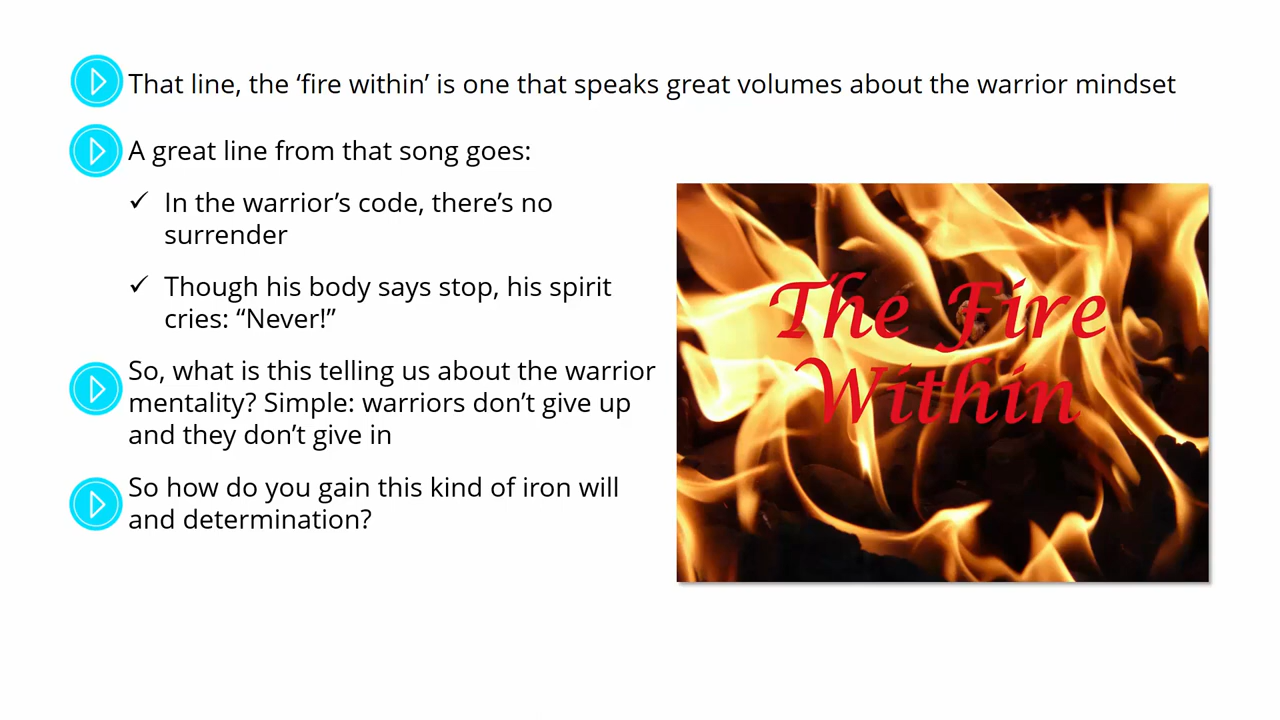 That line, the ‘fire within’ is one that speaks great volumes about the warrior mindset
A great line from that song goes:
In the warrior’s code, there’s no
surrender
Though his body says stop, his spirit
cries: “Never!”
So, what is this telling us about the warrior
mentality? Simple: warriors don’t give up
and they don’t give in
So how do you gain this kind of iron will
and determination?
The Fire
Within